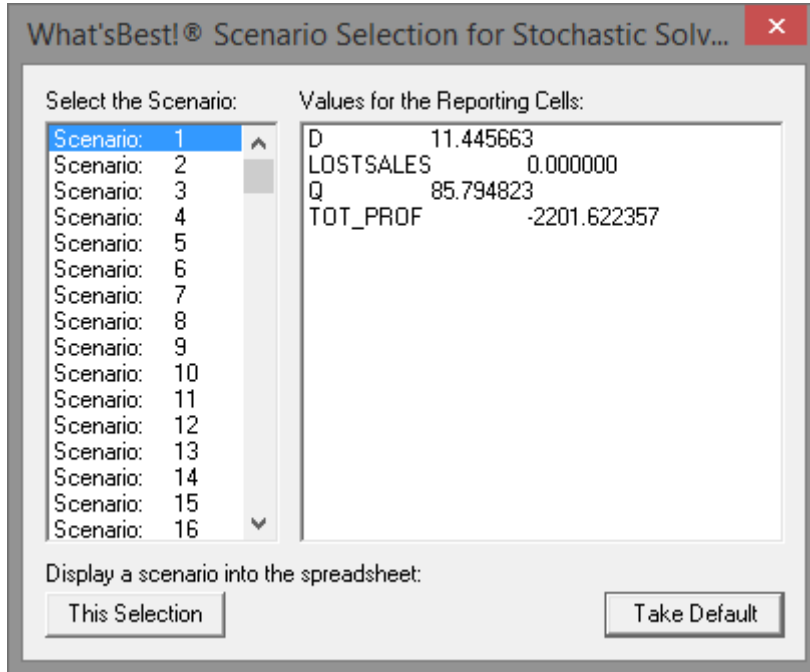 What'sBest!® Scenario Selection for Stochastic Solv...
Select the Scenario:
Scenario: 1
Scenario: 2
Scenario: 3
Scenario: 4
Scenario: 5
Scenario: 6
Scenario: 7
Scenario: 8
Scenario: 9
Scenario: 10
Scenario: 11
Scenario: 12
Scenario: 13
Scenario: 14
Scenario: 15
Scenario: 16
Values for the Reporting Cells:
D 11.445663
LOSTSALES 0.000000
Q 85.794823
TOT_PROF -2201.622357
Display a scenario into the spreadsheet:
This Selection
Take Default